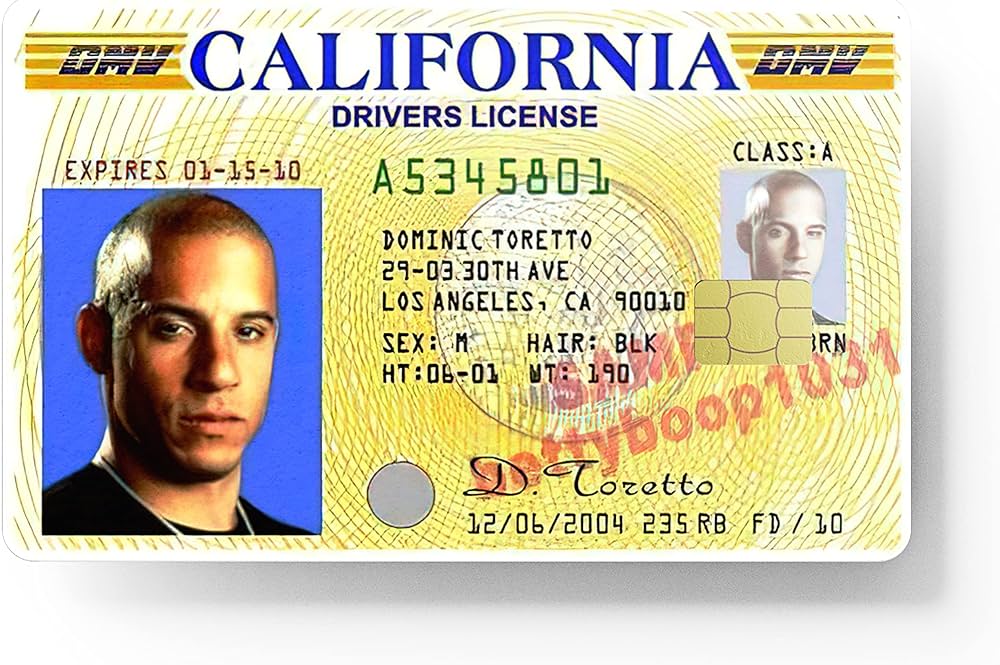 DMV CALIFORNIA DMV
DRIVERS LICENSE
EXPIRES 01-15-10
A5345801
CLASS:A
DOMINIC TORETTO
29-03 30TH AVE
LOS ANGELES, CA 90010
SEX: M HAIR: BLK BRN
HT:06-01 WT: 190
D. Toretto
12/06/2004 235 RB FD / 10